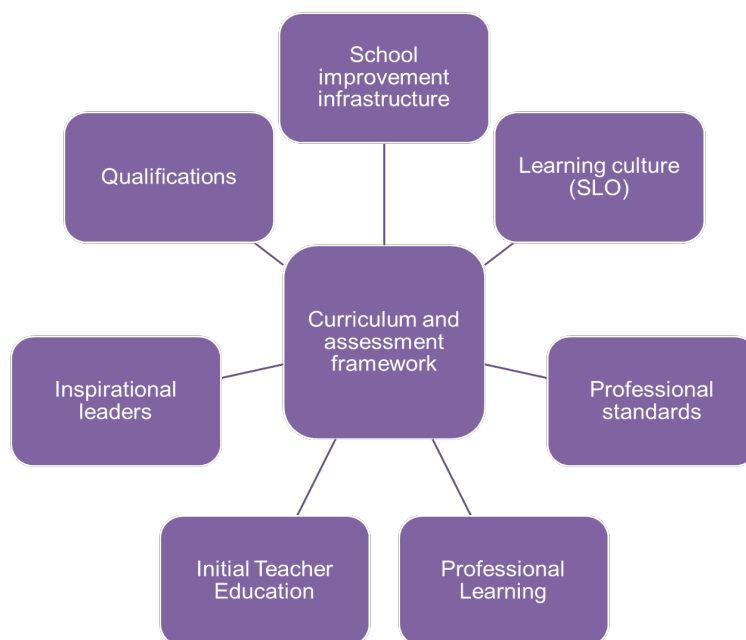 School
improvement
infrastructure
Qualifications
Learning culture
(SLO)
Curriculum and
assessment
framework
Inspirational
leaders
Professional
standards
Initial Teacher
Education
Professional
Learning